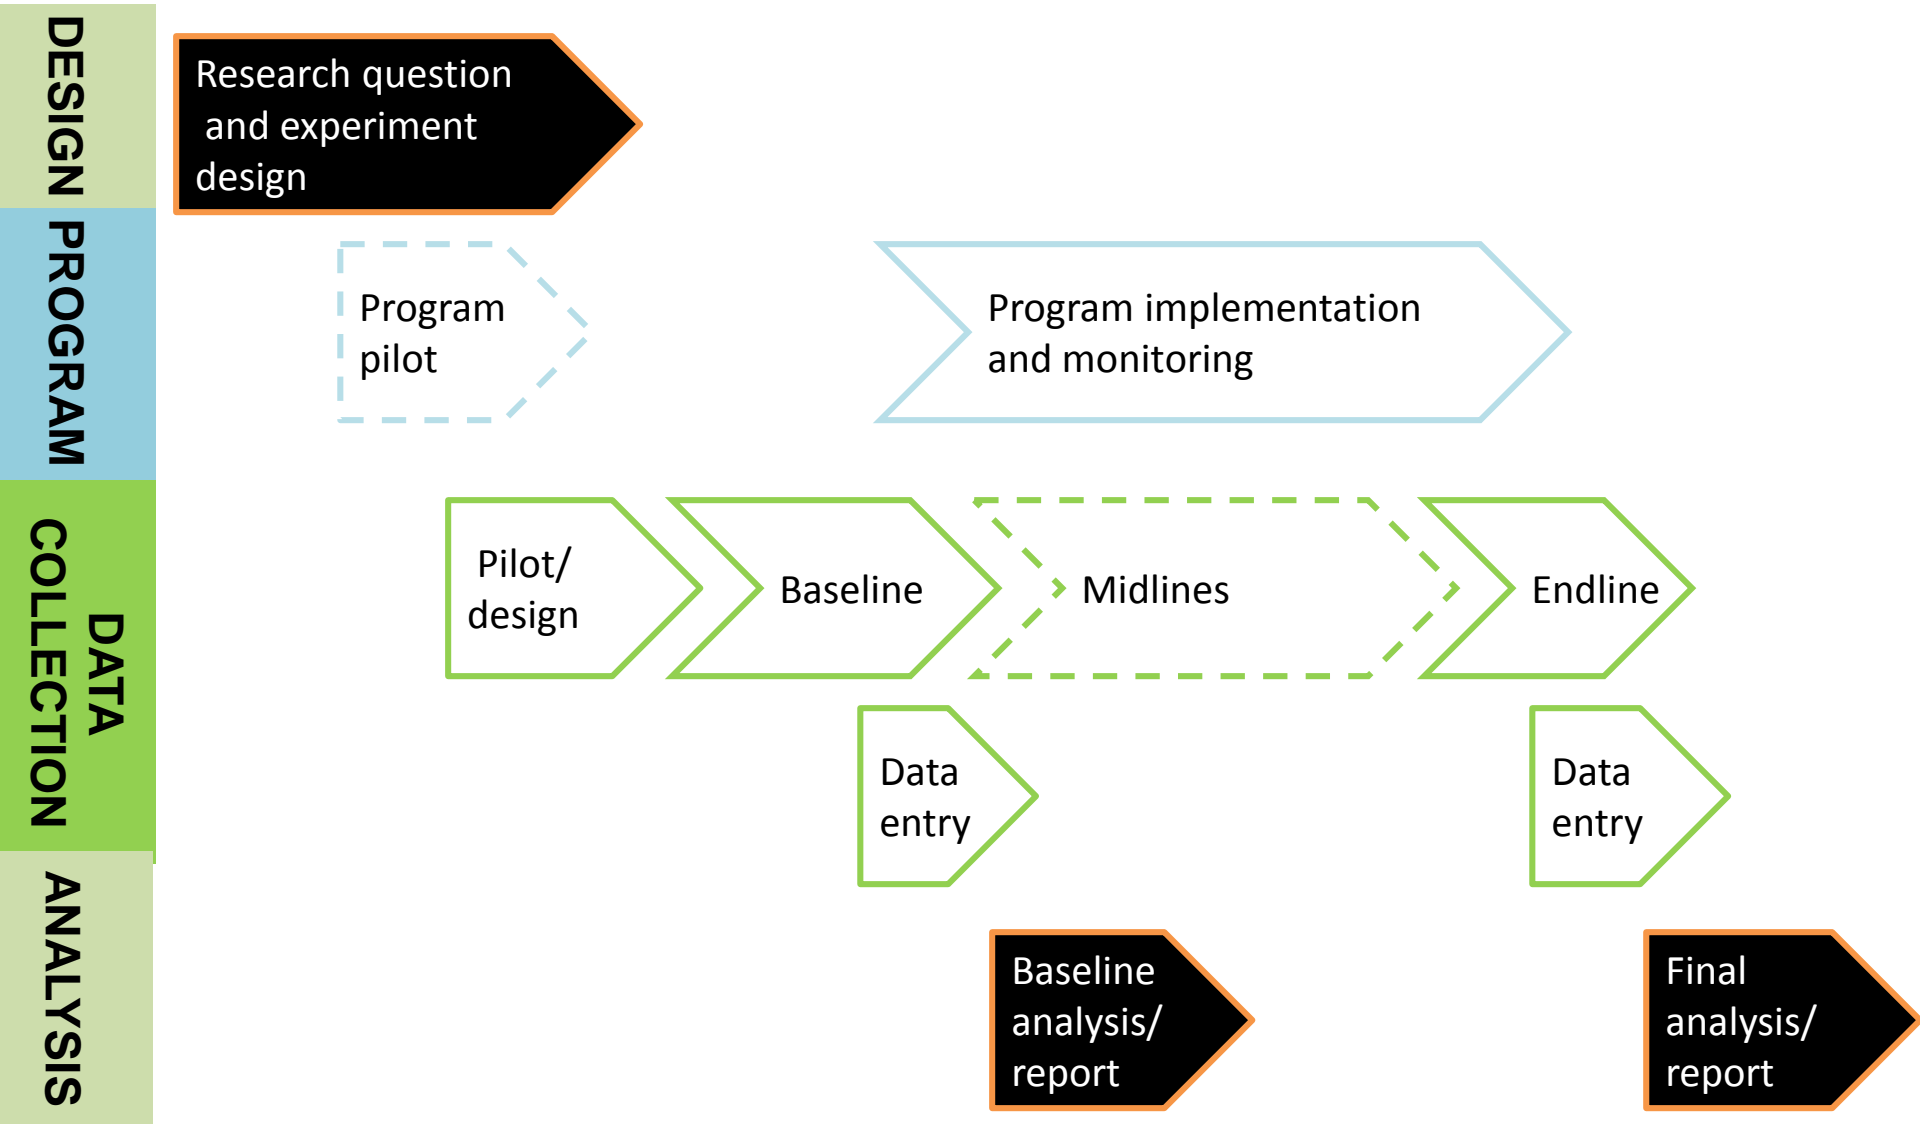 DESIGN
Research question
and experiment
design
PROGRAM
Program
pilot
Program implementation
and monitoring
DATA
COLLECTION
Pilot/
design
Baseline
Midlines
Endline
Data
entry
Data
entry
ANALYSIS
Baseline
analysis/
report
Final
analysis/
report